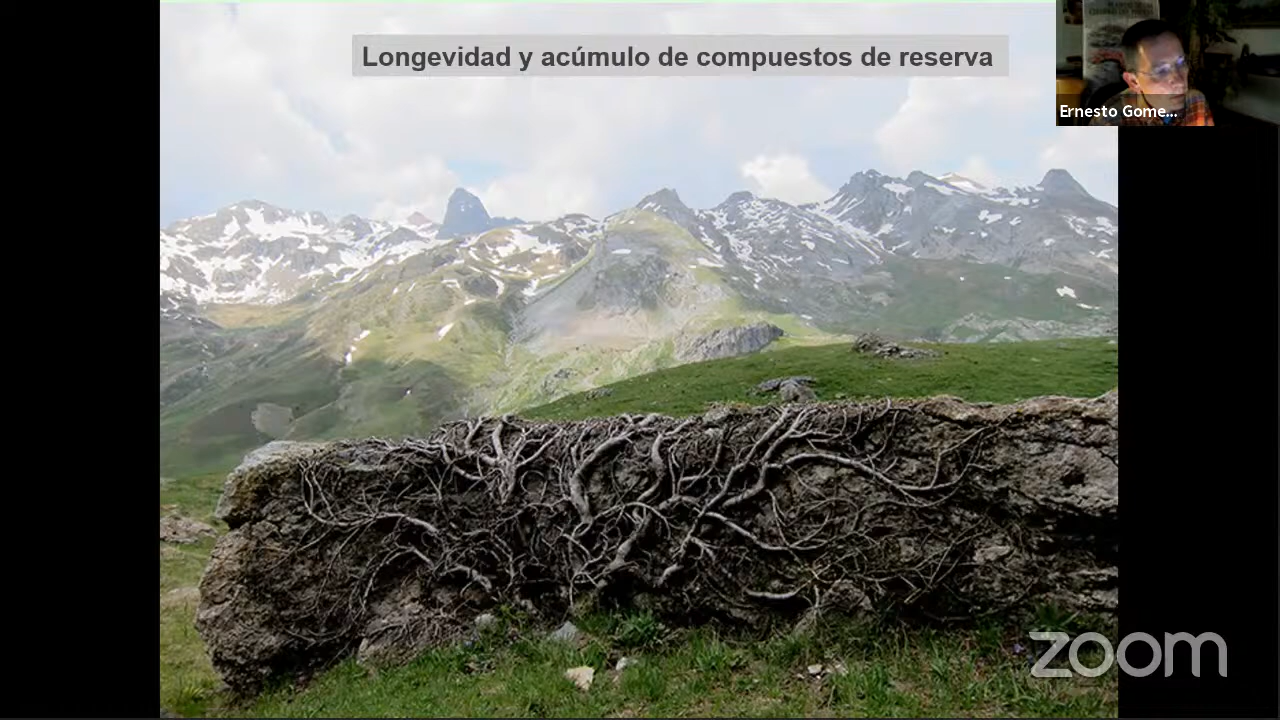 Longevidad y acúmulo de compuestos de reserva
Ernesto Gome...
zoom